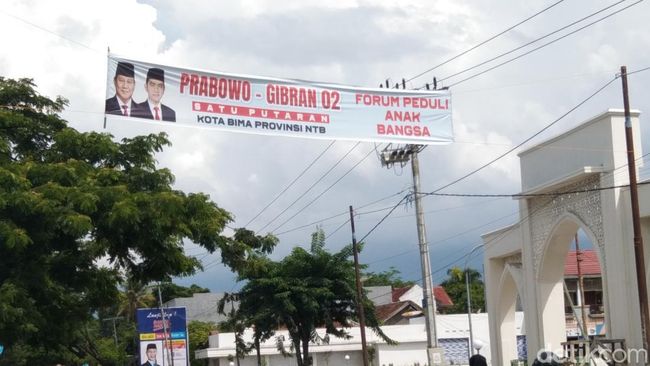 PRABOWO - GIBRAN 02
SATU PUTARAN
KOTA BIMA PROVINSI NTB
FORUM PEDULI
ANAK
BANGSA
detikcom